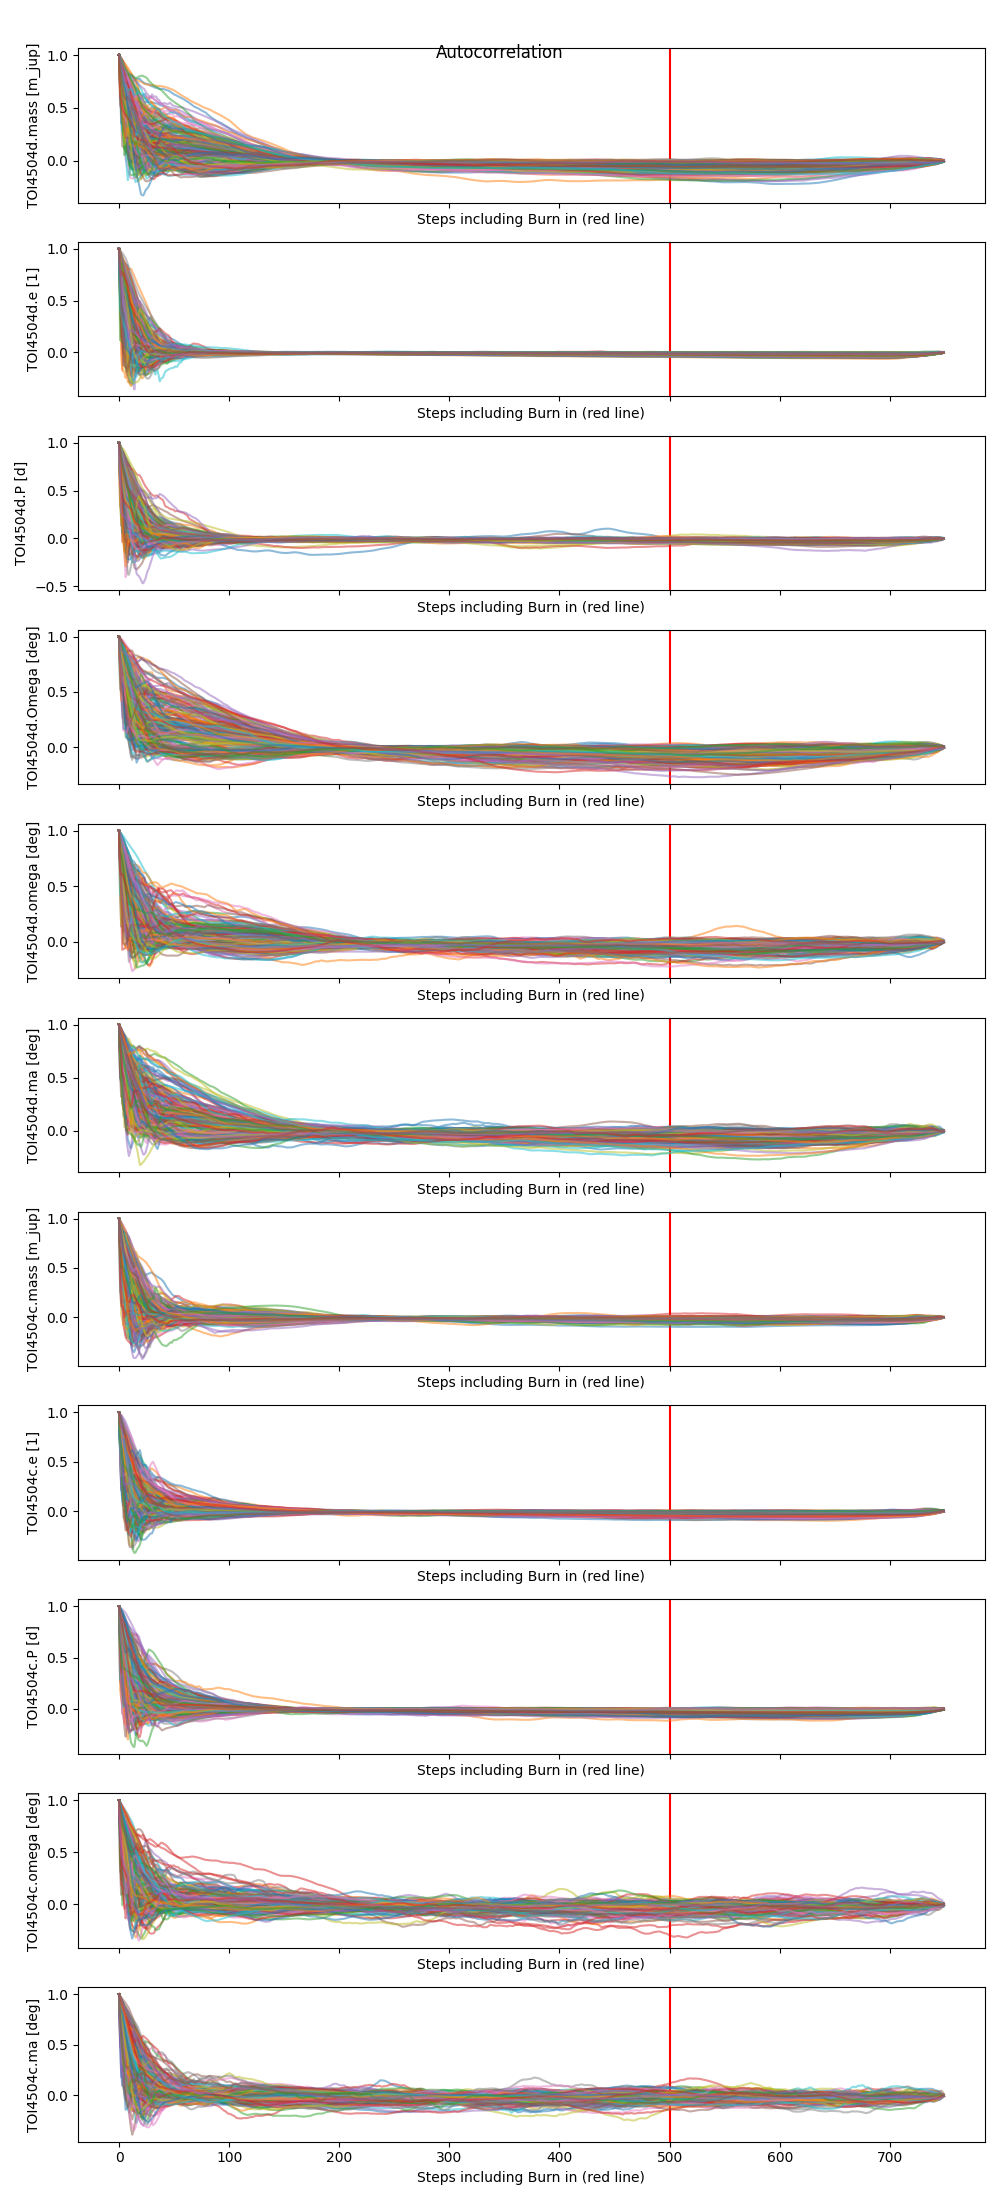 Autocorrelation
TOI4504d.mass [m_jup]
1.0
0.5
0.0
Steps including Burn in (red line)
TOI4504d.e [1]
1.0
0.5
0.0
Steps including Burn in (red line)
TOI4504d.P [d]
1.0
0.5
0.0
−0.5
Steps including Burn in (red line)
TOI4504d.Omega [deg]
1.0
0.5
0.0
Steps including Burn in (red line)
TOI4504d.omega [deg]
1.0
0.5
0.0
Steps including Burn in (red line)
TOI4504d.ma [deg]
1.0
0.5
0.0
Steps including Burn in (red line)
TOI4504c.mass [m_jup]
1.0
0.5
0.0
Steps including Burn in (red line)
TOI4504c.e [1]
1.0
0.5
0.0
Steps including Burn in (red line)
TOI4504c.P [d]
1.0
0.5
0.0
Steps including Burn in (red line)
TOI4504c.omega [deg]
1.0
0.5
0.0
Steps including Burn in (red line)
TOI4504c.ma [deg]
1.0
0.5
0.0
0 100 200 300 400 500 600 700
Steps including Burn in (red line)